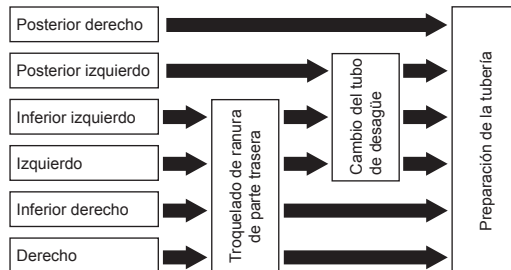 Posterior derecho
Posterior izquierdo
Inferior izquierdo
Izquierdo
Inferior derecho
Derecho
Troquelado de ranura
de parte trasera
Cambio del tubo
de desagüe
Preparación de la tubería